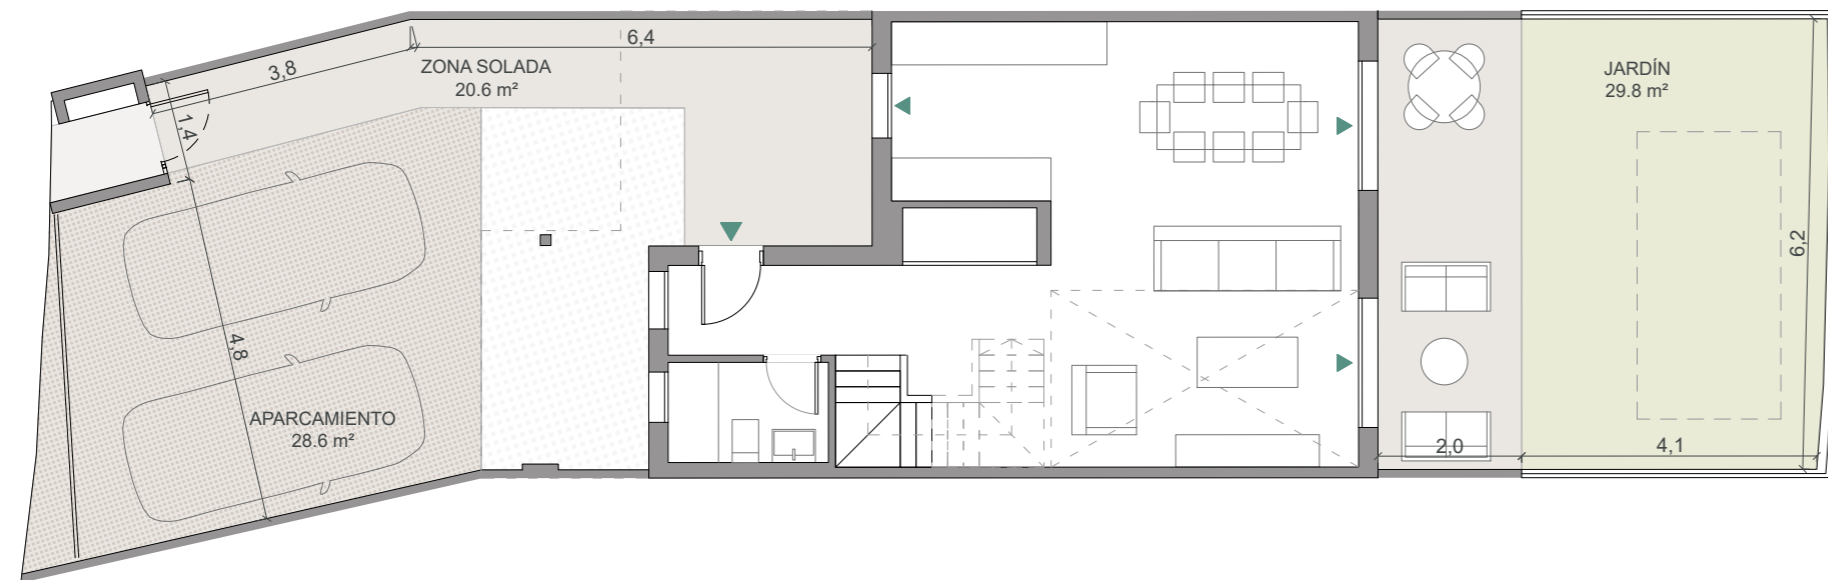 6,4
3,8
ZONA SOLADA
20.6 m²
JARDÍN
29.8 m²
1,4
6,2
4,8
APARCAMIENTO
28.6 m²
2,0
4,1